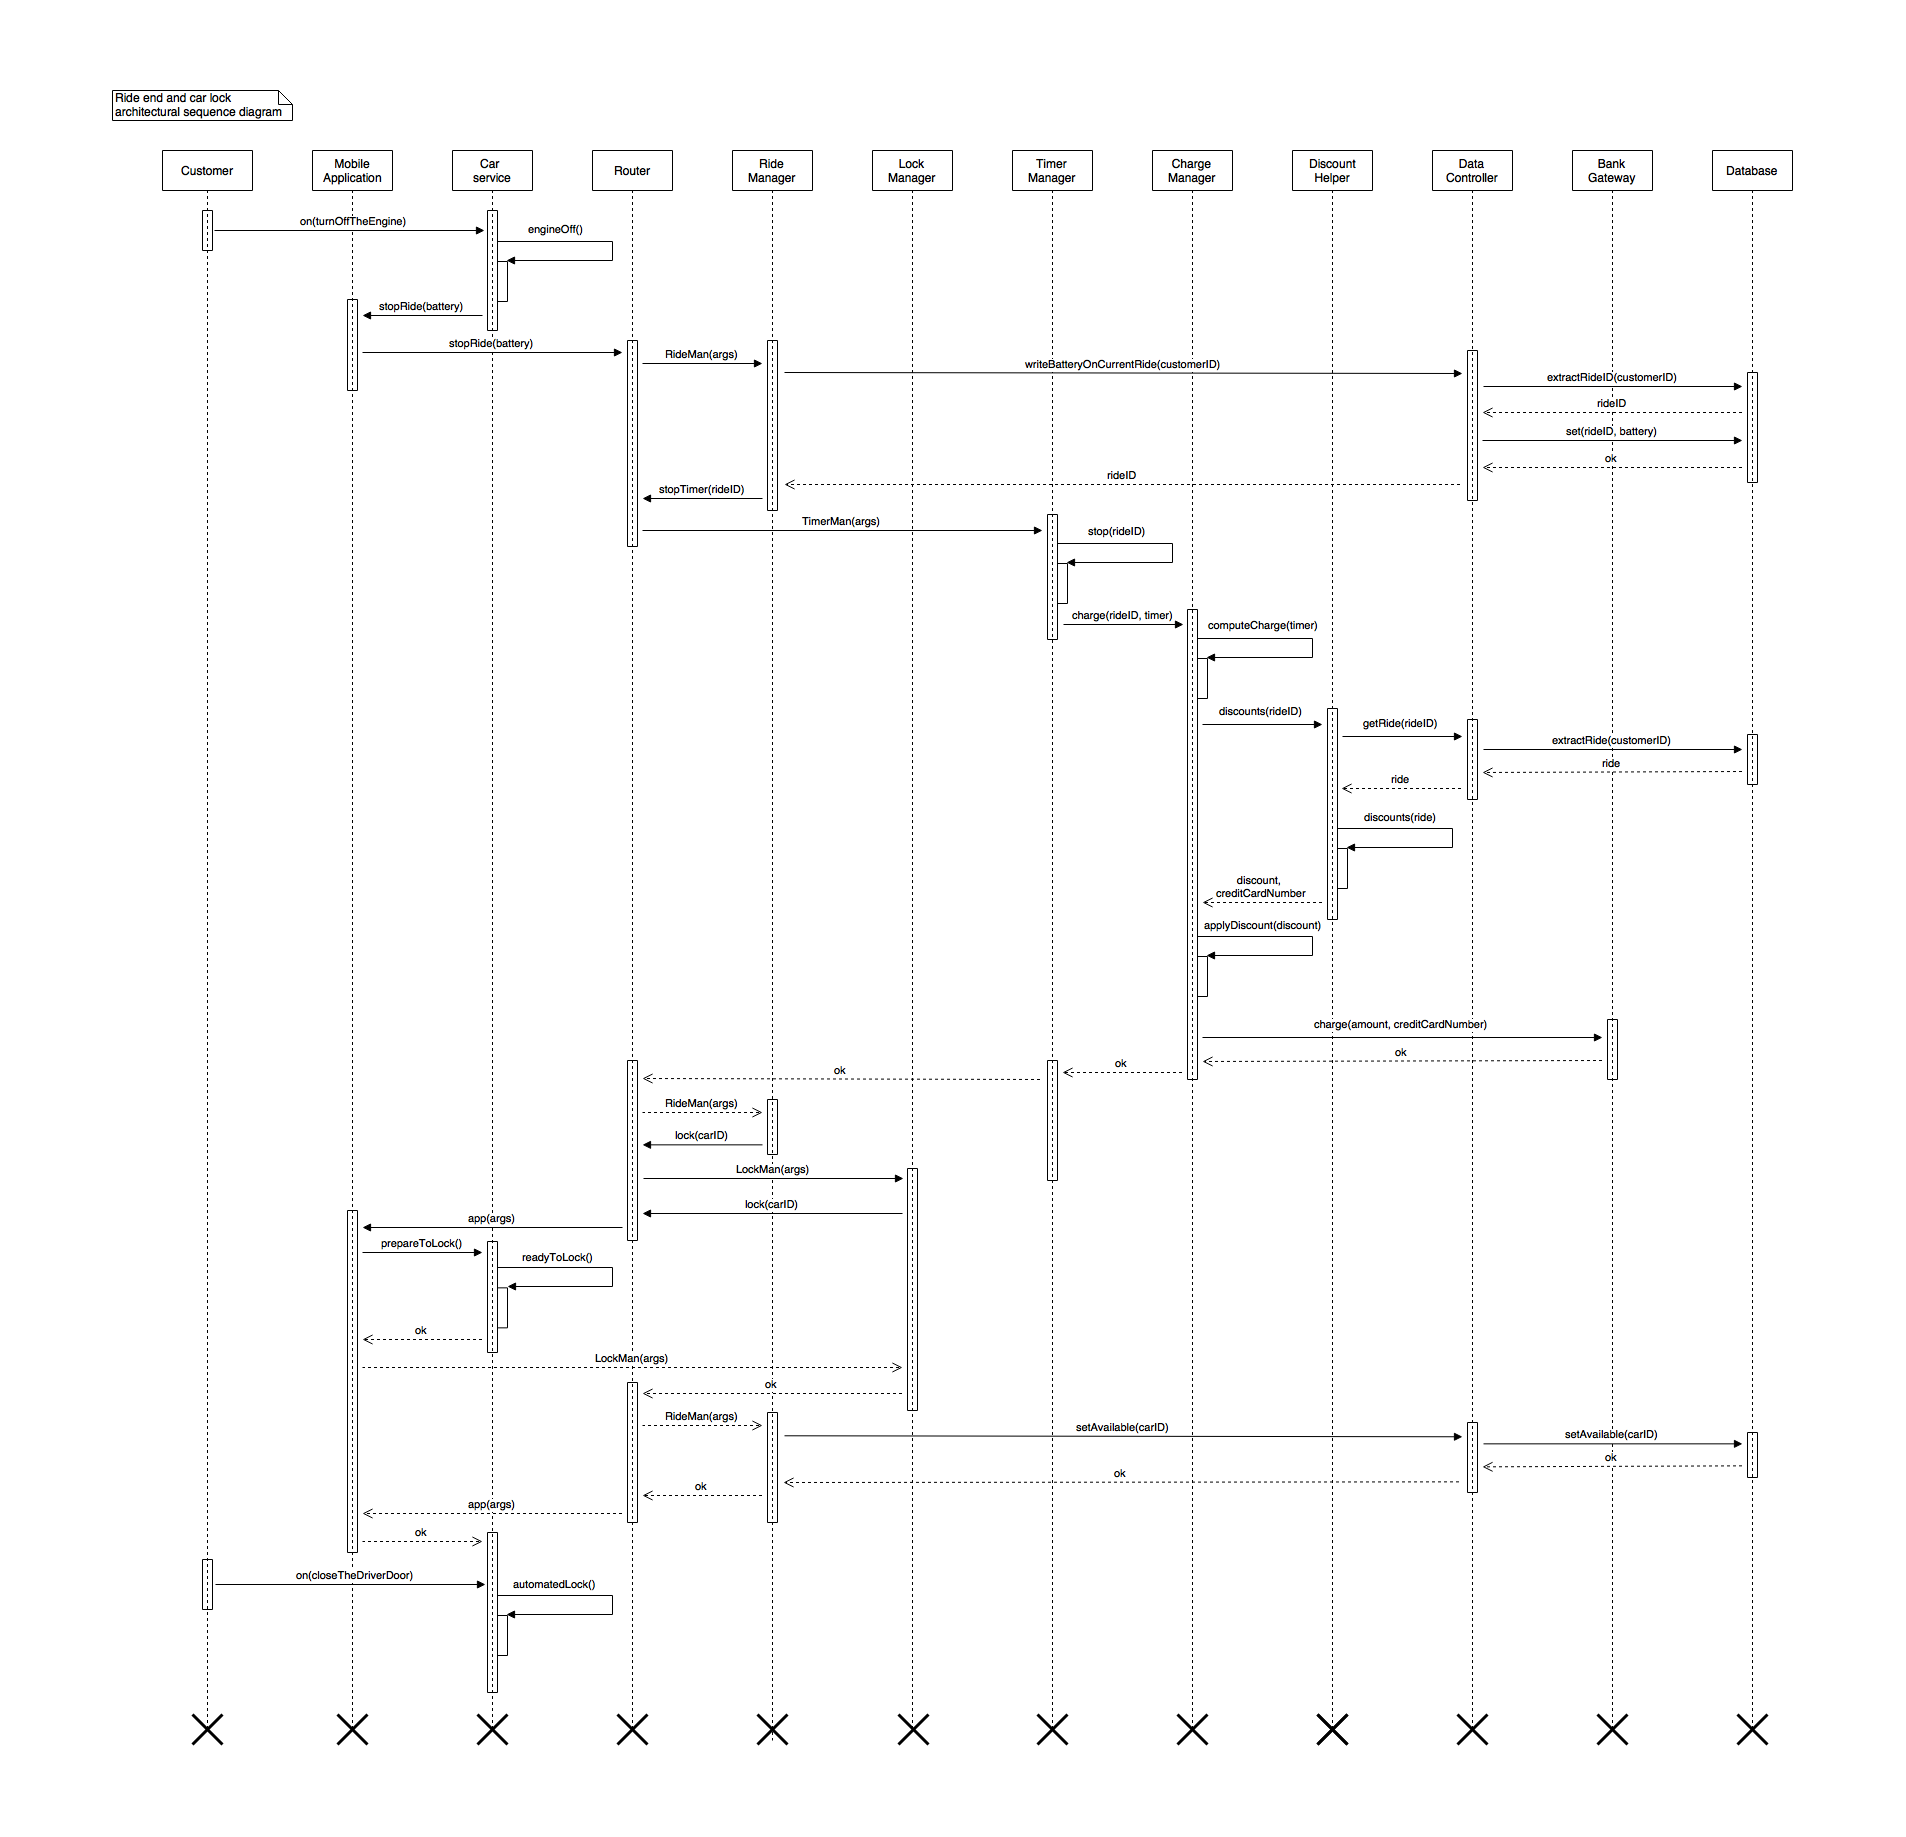 Ride end and car lock
architectural sequence diagram
Customer
Mobile
Application
Car
service
Router
Ride
Manager
Lock
Manager
Timer
Manager
Charge
Manager
Discount
Helper
Data
Controller
Bank
Gateway
Database
on(turnOffTheEngine)
engineOff()
stopRide(battery)
stopRide(battery)
RideMan(args)
writeBatteryOnCurrentRide(customerID)
extractRideID(customerID)
rideID
set(rideID, battery)
ok
rideID
stopTimer(rideID)
TimerMan(args)
stop(rideID)
charge(rideID, timer)
computeCharge(timer)
discounts(rideID)
getRide(rideID)
extractRide(customerID)
ride
ride
discounts(ride)
discount,
creditCardNumber
applyDiscount(discount)
charge(amount, creditCardNumber)
ok
ok
ok
RideMan(args)
lock(carID)
LockMan(args)
lock(carID)
app(args)
prepareToLock()
readyToLock()
ok
LockMan(args)
ok
RideMan(args)
setAvailable(carID)
setAvailable(carID)
ok
ok
ok
app(args)
ok
on(closeTheDriverDoor)
automatedLock()